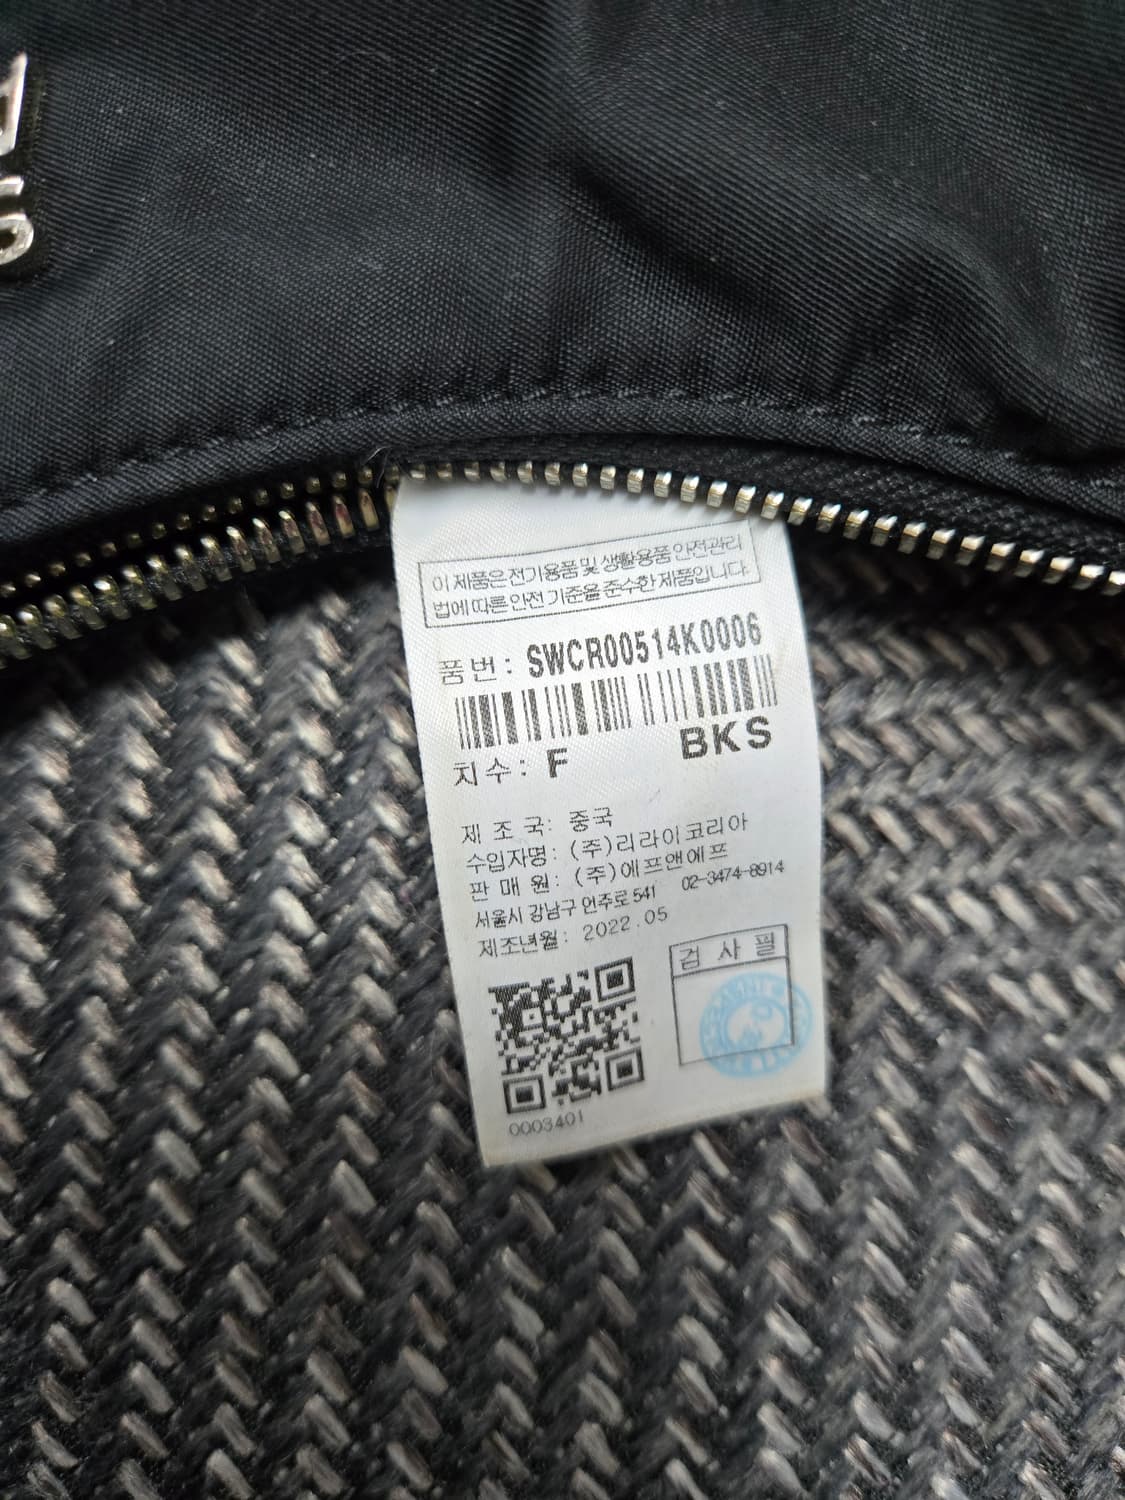 이 제품은전기용품및 생활용품 안전관리
법에 따른 안전 기준을 준수한 제품입니다.
품번: SWCR00514K0006
치수: F BKS
제 조 국: 중국
수입자명: (주)리라이코리아
판 매 원: (주)에프앤에프
서울시 강남구 언주로 541 02-3474-8914
제조년월: 2022.05
검 사 필
0003401